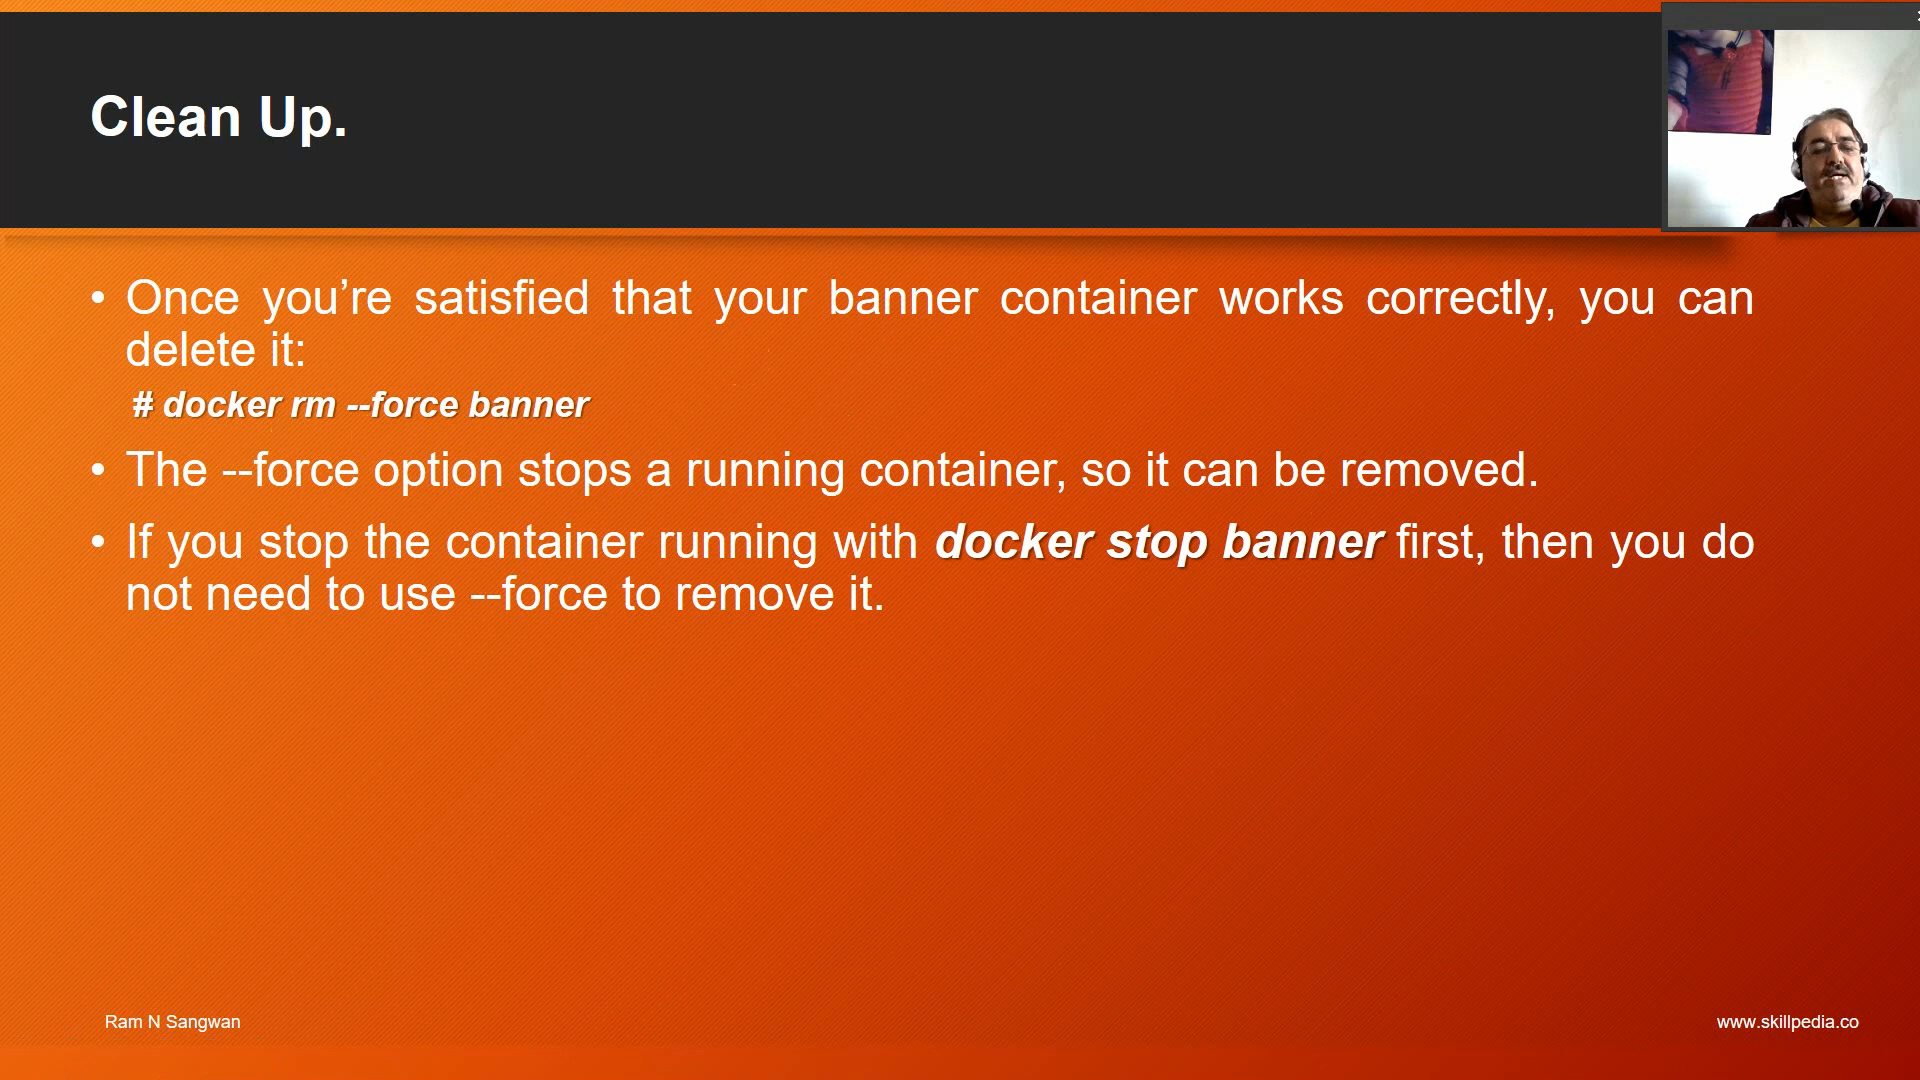 Clean Up.
• Once you’re satisfied that your banner container works correctly, you can
delete it:
# docker rm --force banner
• The --force option stops a running container, so it can be removed.
• If you stop the container running with docker stop banner first, then you do
not need to use --force to remove it.
Ram N Sangwan
www.skillpedia.co